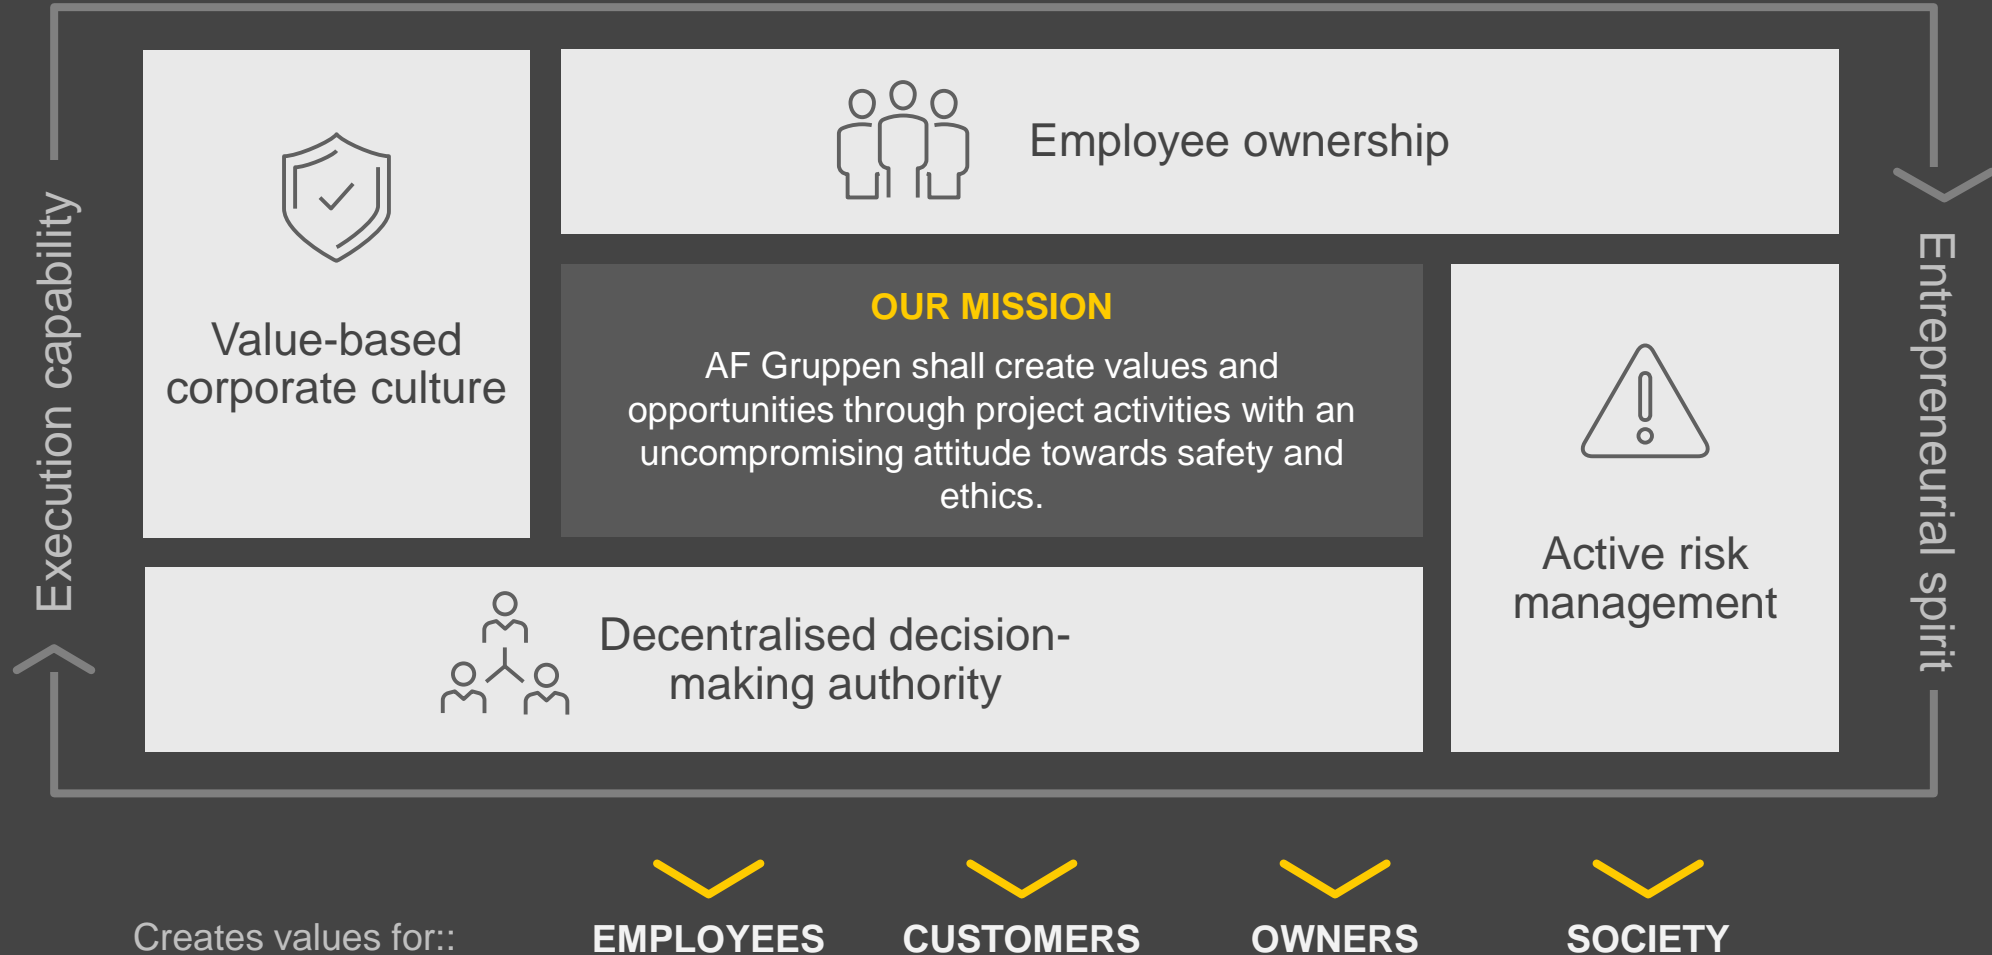 Execution capability
Value-based
corporate culture
Employee ownership
OUR MISSION
AF Gruppen shall create values and
opportunities through project activities with an
uncompromising attitude towards safety and
ethics.
Active risk
management
Decentralised decision-
making authority
Entrepreneurial spirit
Creates values for::
EMPLOYEES
CUSTOMERS
OWNERS
SOCIETY